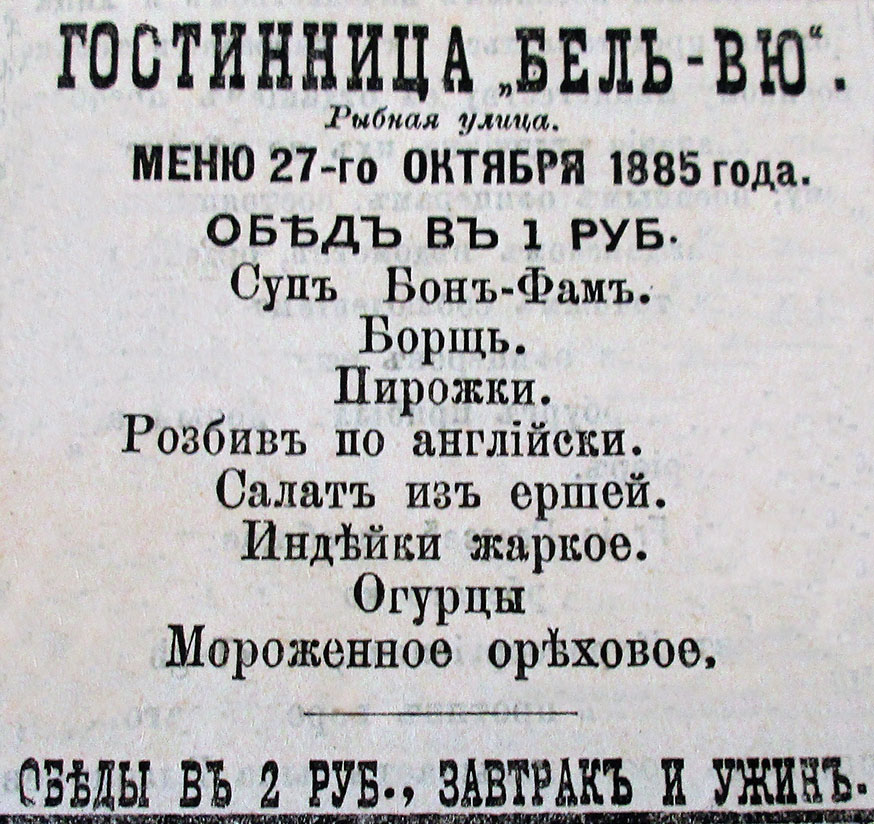 ГОСТИННИЦА „БЕЛЬ-ВЮ“.
Рыбная улица.
МЕНЮ 27-го ОКТЯБРЯ 1885 года.
ОБѢДЪ ВЪ 1 РУБ.
Супъ Бонъ-Фамъ.
Борщь.
Пирожки.
Розбивъ по англійски.
Салатъ изъ ершей.
Индѣйки жаркое.
Огурцы
Мороженное орѣховое.
ОБѢДЫ ВЪ 2 РУБ., ЗАВТРАКЪ И УЖИНЪ.